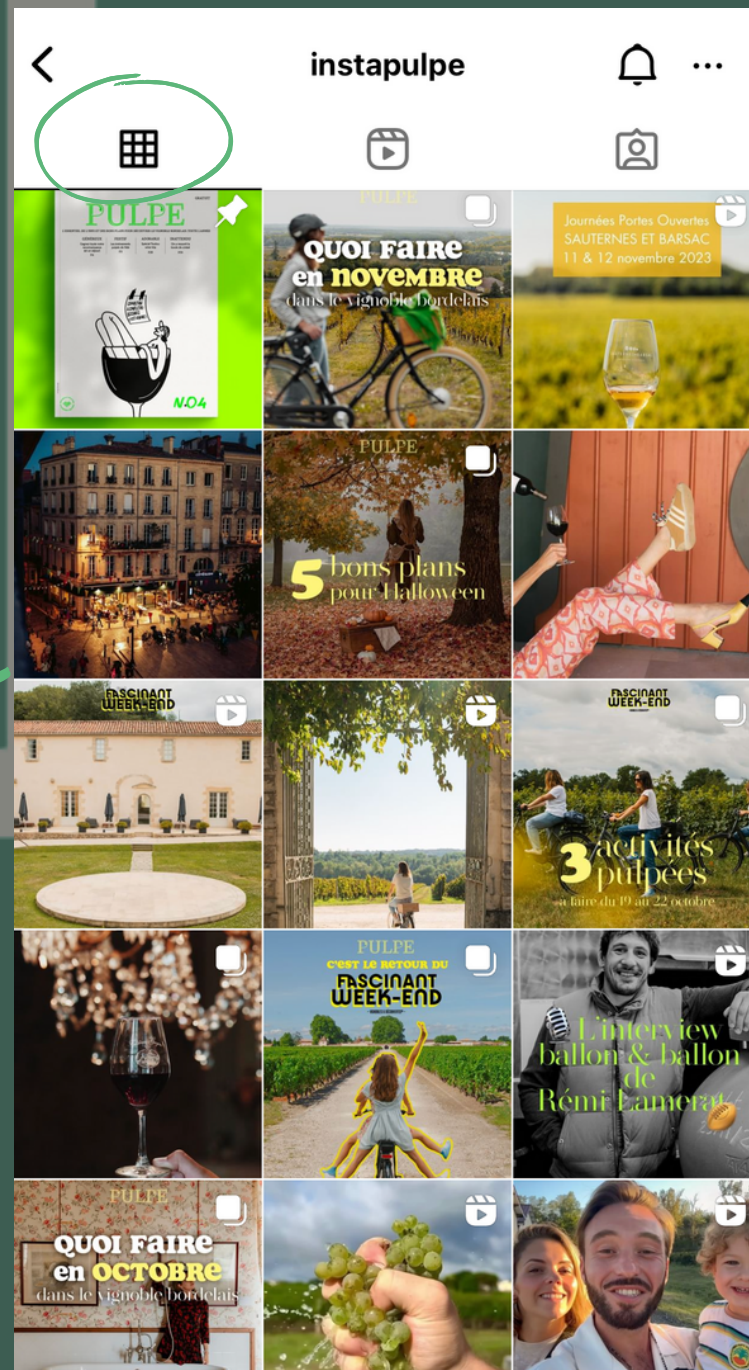 instapulpe
PULPE
N.04
PULPE
QUOI FAIRE
en NOVEMBRE
dans le vignoble bordelais
Journées Portes Ouvertes
SAUTERNES ET BARSAC
11 & 12 novembre 2023
PULPE
5 bons plans
pour Halloween
FASCINANT
WEEK-END
FASCINANT
WEEK-END
3 activités
pulpées
à faire du 19 au 22 octobre
PULPE
C'EST LE RETOUR DU
FASCINANT
WEEK-END
L'interview
ballon & ballon
de
Rémi Lamerat
PULPE
QUOI FAIRE
en OCTOBRE
dans le vignoble bordelais